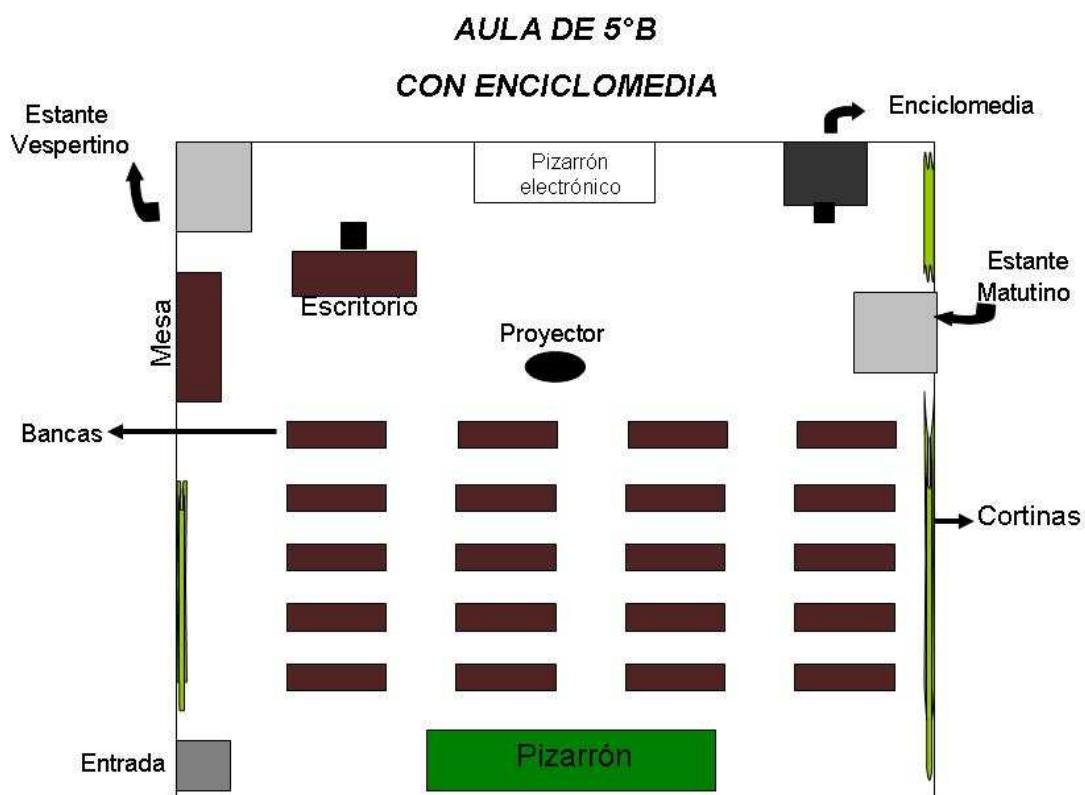 AULA DE 5°B
CON ENCICLOMEDIA
Estante
Vespertino
Enciclomedia
Pizarrón
electrónico
Estante
Matutino
Mesa
Escritorio
Proyector
Bancas
Cortinas
Entrada
Pizarrón